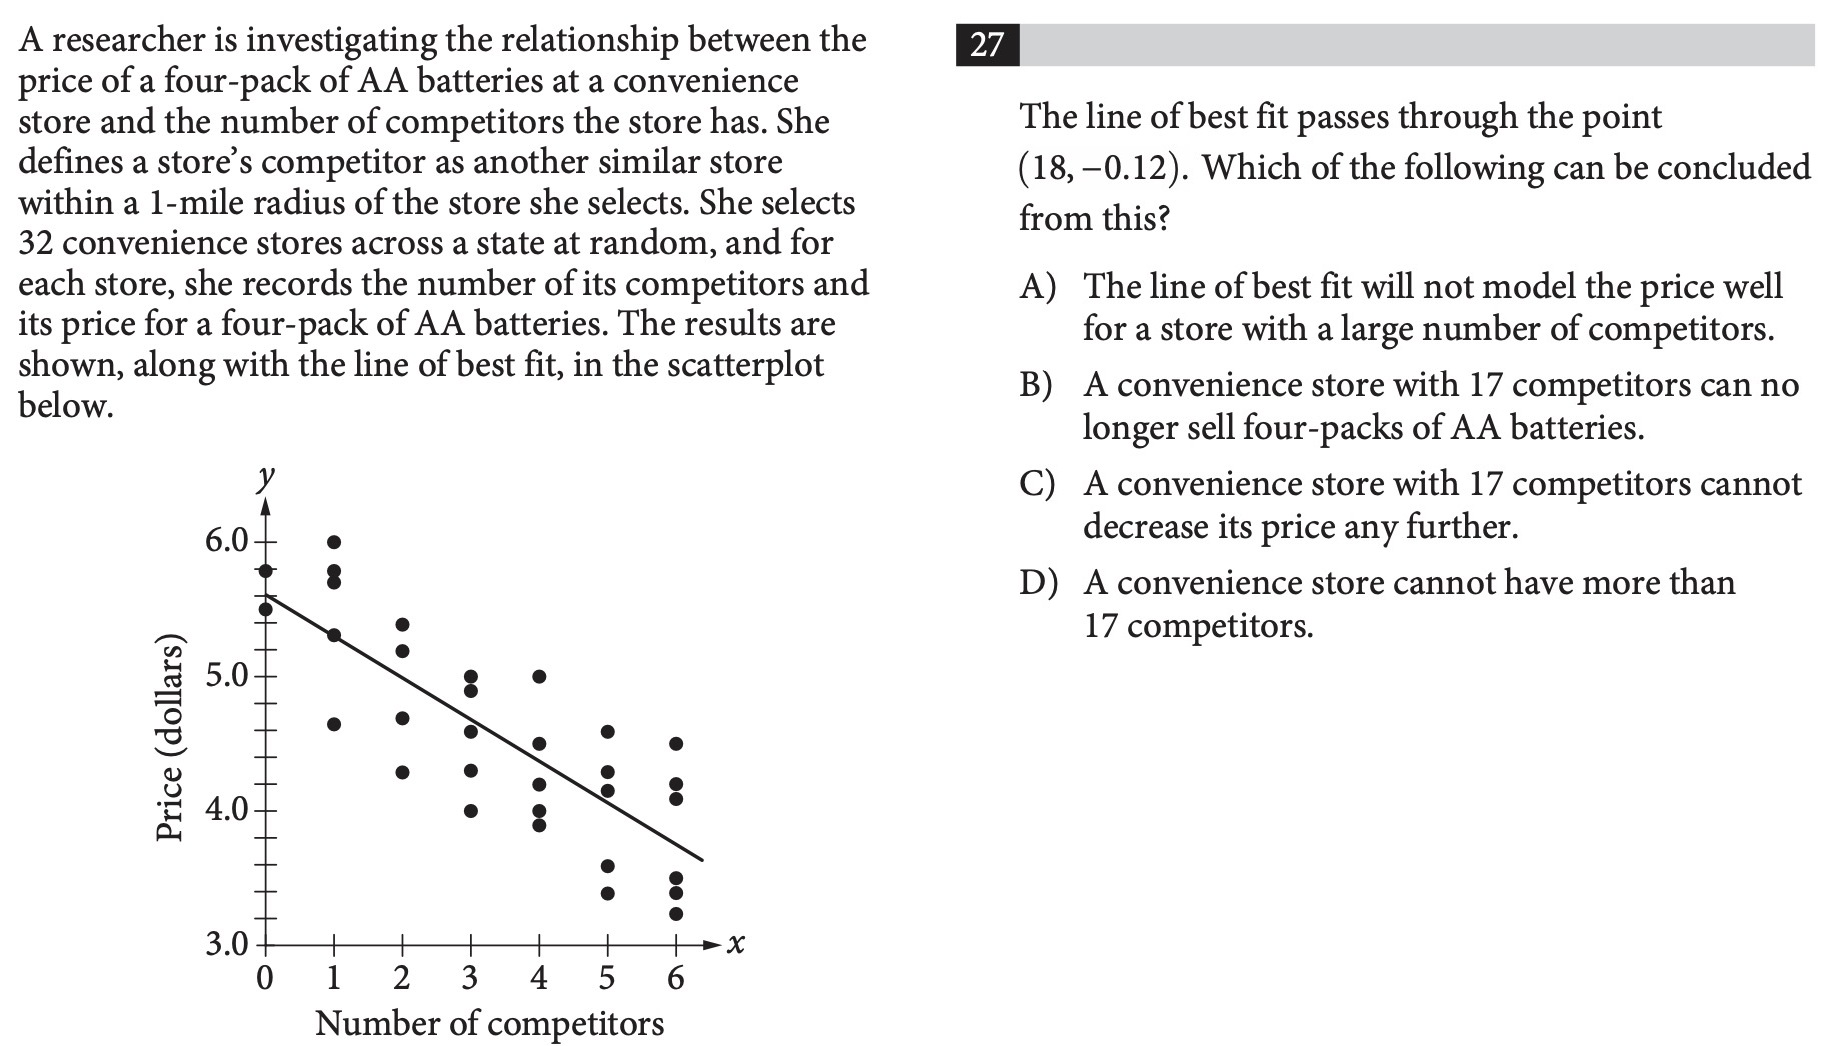 A researcher is investigating the relationship between the
price of a four-pack of AA batteries at a convenience
store and the number of competitors the store has. She
defines a store’s competitor as another similar store
within a 1-mile radius of the store she selects. She selects
32 convenience stores across a state at random, and for
each store, she records the number of its competitors and
its price for a four-pack of AA batteries. The results are
shown, along with the line of best fit, in the scatterplot
below.
y
6.0
5.0
4.0
3.0
Price (dollars)
0 1 2 3 4 5 6
x
Number of competitors
27
The line of best fit passes through the point
(18, −0.12). Which of the following can be concluded
from this?
A) The line of best fit will not model the price well
for a store with a large number of competitors.
B) A convenience store with 17 competitors can no
longer sell four-packs of AA batteries.
C) A convenience store with 17 competitors cannot
decrease its price any further.
D) A convenience store cannot have more than
17 competitors.